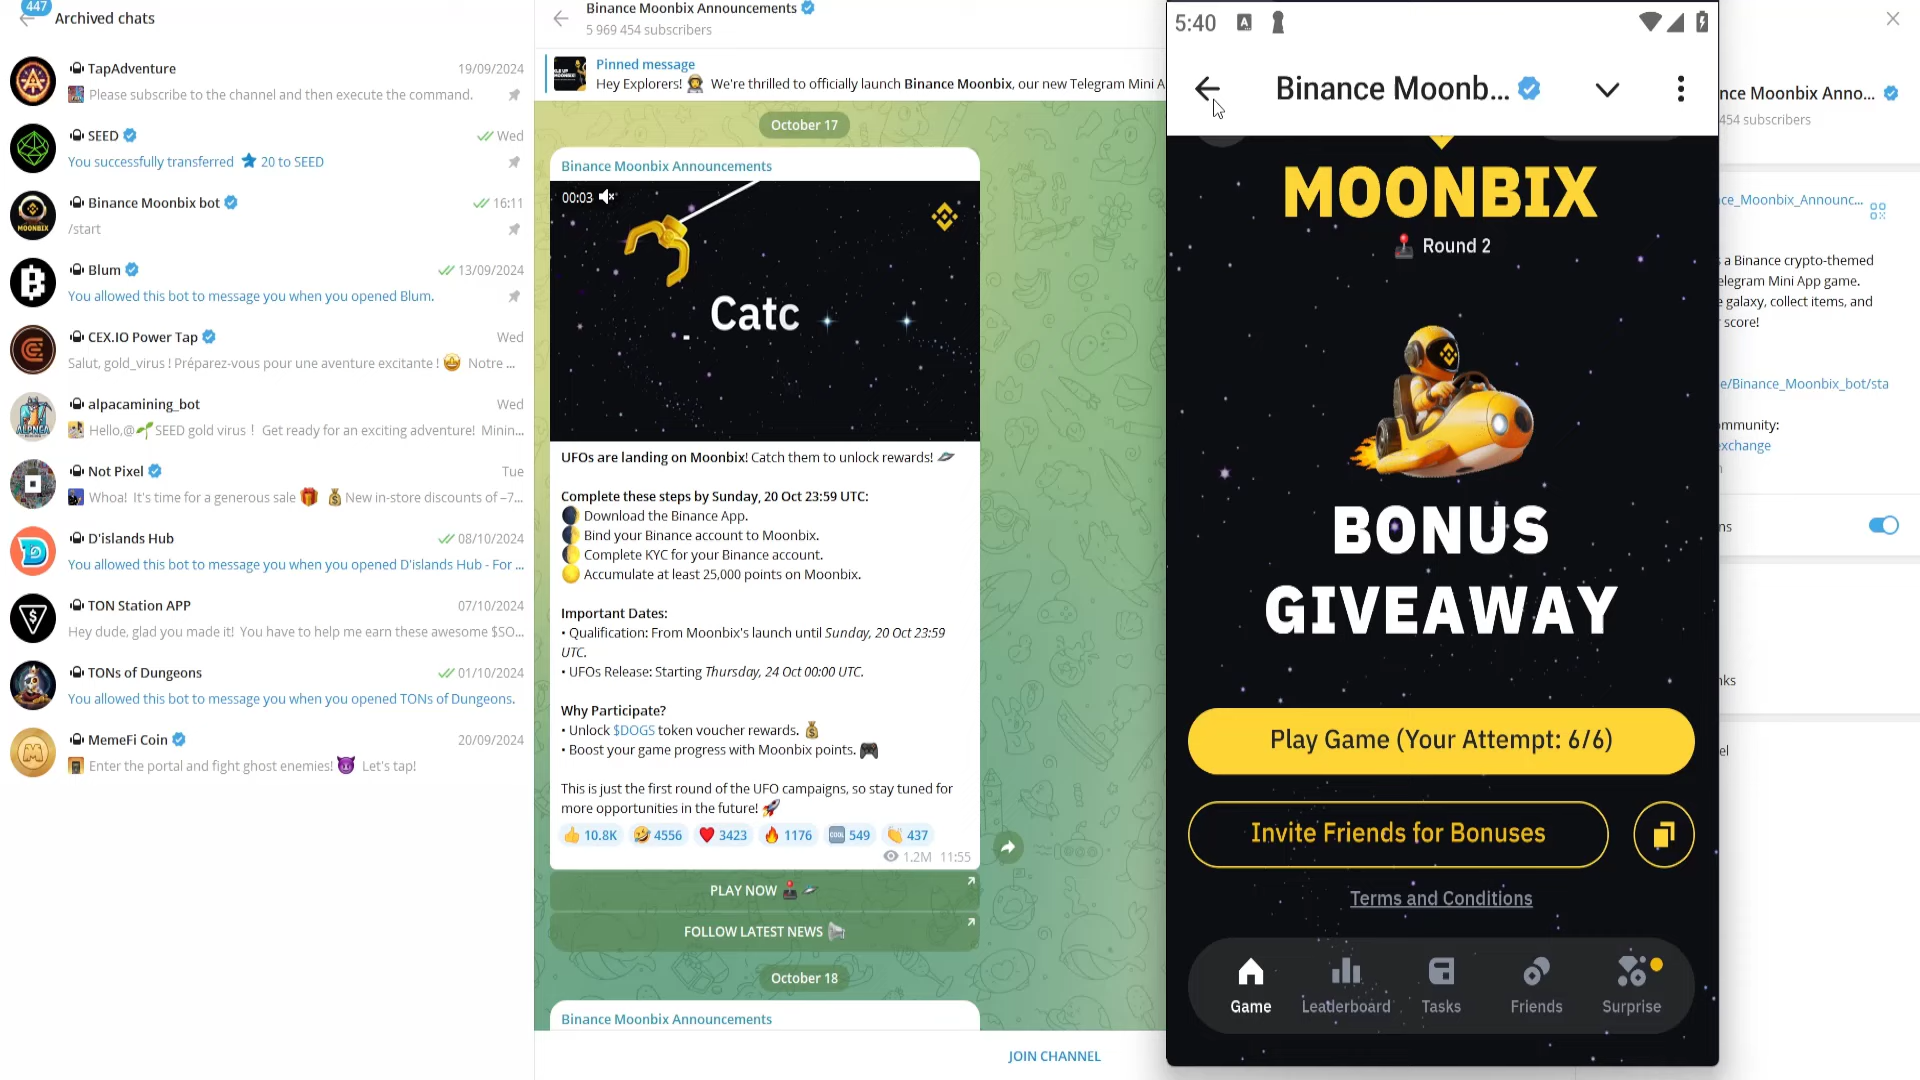 447
Archived chats
TapAdventure 19/09/2024
Please subscribe to the channel and then execute the command.
SEED Wed
You successfully transferred 20 to SEED
Binance Moonbix bot 16:11
/start
Blum 13/09/2024
You allowed this bot to message you when you opened Blum.
CEX.IO Power Tap Wed
Salut, gold_virus ! Préparez-vous pour une aventure excitante ! 🤩 Notre ...
alpacamining_bot Wed
Hello,@🌱SEED gold virus ! Get ready for an exciting adventure! Minin...
Not Pixel Tue
Whoa! It's time for a generous sale 🎁 💰 New in-store discounts of –7...
D'islands Hub 08/10/2024
You allowed this bot to message you when you opened D'islands Hub - For ...
TON Station APP 07/10/2024
Hey dude, glad you made it! You have to help me earn these awesome $SO...
TONs of Dungeons 01/10/2024
You allowed this bot to message you when you opened TONs of Dungeons.
MemeFi Coin 20/09/2024
Enter the portal and fight ghost enemies! 😈 Let's tap!
Binance Moonbix Announcements
5 969 454 subscribers
Pinned message
Hey Explorers! 👩‍🚀 We're thrilled to officially launch Binance Moonbix, our new Telegram Mini A
October 17
Binance Moonbix Announcements
00:03
Catc
UFOs are landing on Moonbix! Catch them to unlock rewards! 🛸
Complete these steps by Sunday, 20 Oct 23:59 UTC:
🌒 Download the Binance App.
🌓 Bind your Binance account to Moonbix.
🌔 Complete KYC for your Binance account.
🌕 Accumulate at least 25,000 points on Moonbix.
Important Dates:
• Qualification: From Moonbix's launch until Sunday, 20 Oct 23:59
UTC.
• UFOs Release: Starting Thursday, 24 Oct 00:00 UTC.
Why Participate?
• Unlock $DOGS token voucher rewards. 💰
• Boost your game progress with Moonbix points. 🎮
This is just the first round of the UFO campaigns, so stay tuned for
more opportunities in the future! 🚀
👍 10.8K 🤣 4556 ❤️ 3423 🔥 1176 🆒 549 👏 437
1.2M 11:55
PLAY NOW 🕹️🛸
FOLLOW LATEST NEWS 📢
October 18
Binance Moonbix Announcements
JOIN CHANNEL
5:40
Binance Moonb...
MOONBIX
🕹️ Round 2
BONUS
GIVEAWAY
Play Game (Your Attempt: 6/6)
Invite Friends for Bonuses
Terms and Conditions
Game Leaderboard Tasks Friends Surprise
nce Moonbix Anno...
454 subscribers
ce_Moonbix_Announc...
a Binance crypto-themed
elegram Mini App game.
e galaxy, collect items, and
score!
e/Binance_Moonbix_bot/sta
mmunity:
exchange
ns
nks
el